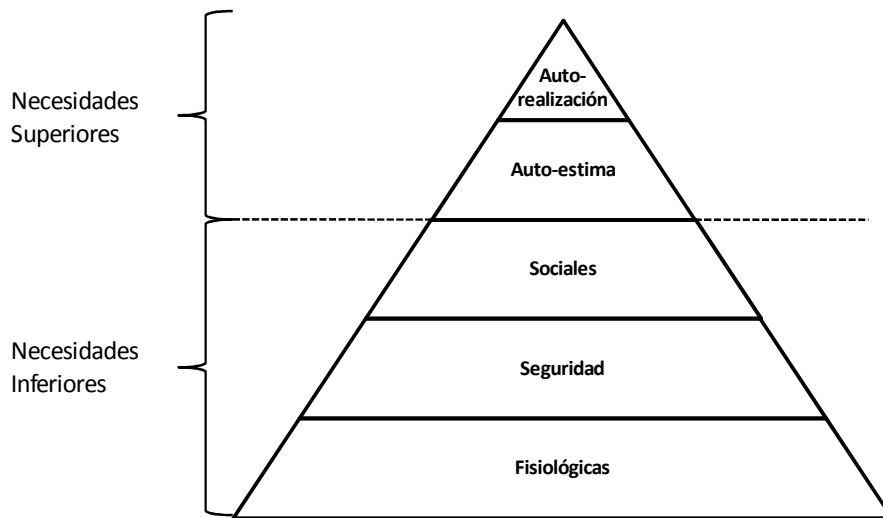 Auto-
realización
Necesidades
Superiores
Auto-estima
Sociales
Necesidades
Inferiores
Seguridad
Fisiológicas